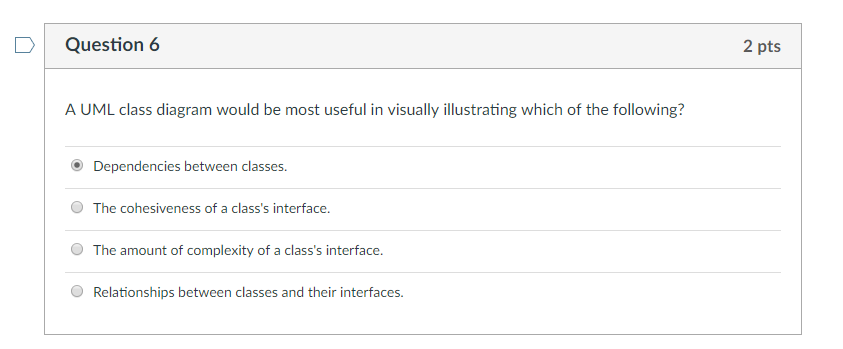 Question 6
2 pts
A UML class diagram would be most useful in visually illustrating which of the following?
Dependencies between classes.
The cohesiveness of a class's interface.
The amount of complexity of a class's interface.
Relationships between classes and their interfaces.